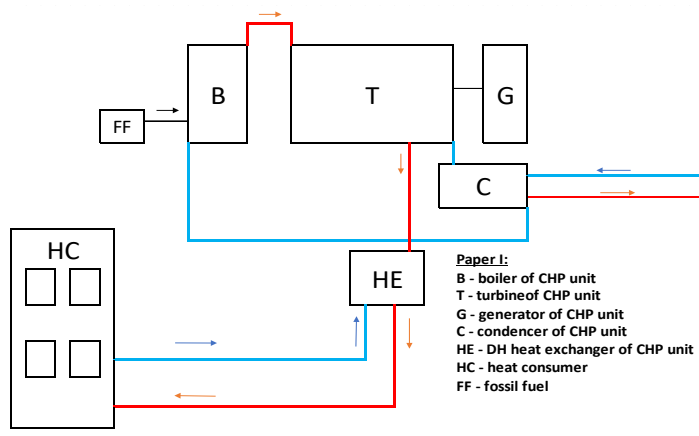 B
T
G
FF
C
HC
HE
Paper I:
B - boiler of CHP unit
T - turbineof CHP unit
G - generator of CHP unit
C - condencer of CHP unit
HE - DH heat exchanger of CHP unit
HC - heat consumer
FF - fossil fuel